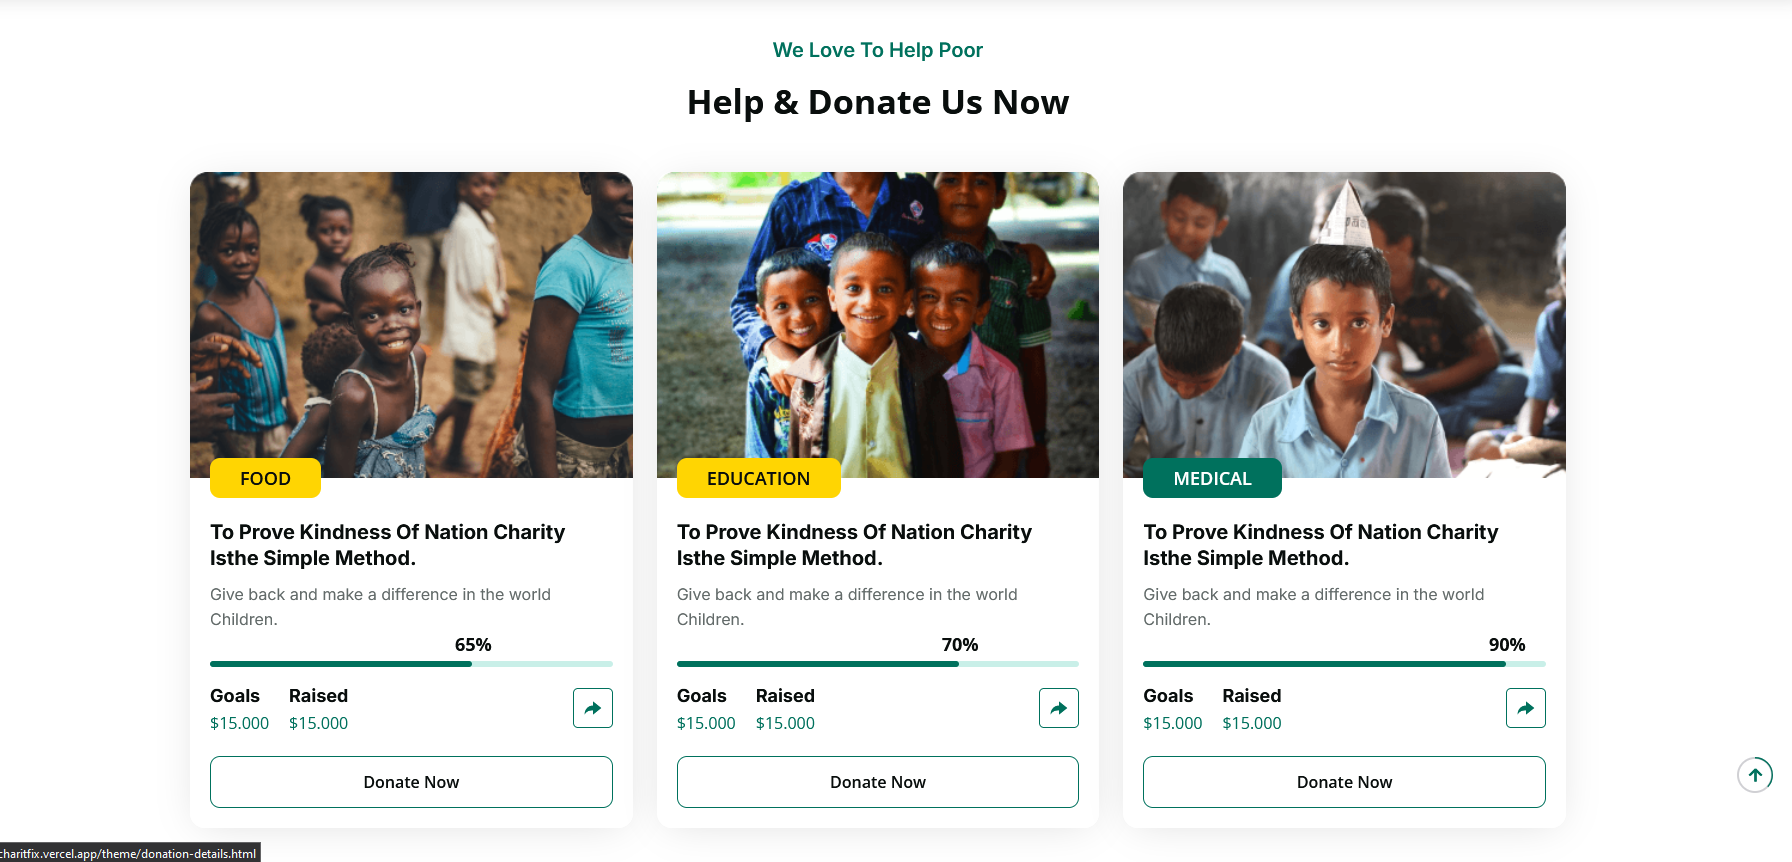 We Love To Help Poor
Help & Donate Us Now
FOOD
To Prove Kindness Of Nation Charity
Isthe Simple Method.
Give back and make a difference in the world
Children.
65%
Goals Raised
$15.000 $15.000
Donate Now
EDUCATION
To Prove Kindness Of Nation Charity
Isthe Simple Method.
Give back and make a difference in the world
Children.
70%
Goals Raised
$15.000 $15.000
Donate Now
MEDICAL
To Prove Kindness Of Nation Charity
Isthe Simple Method.
Give back and make a difference in the world
Children.
90%
Goals Raised
$15.000 $15.000
Donate Now
charitfix.vercel.app/theme/donation-details.html